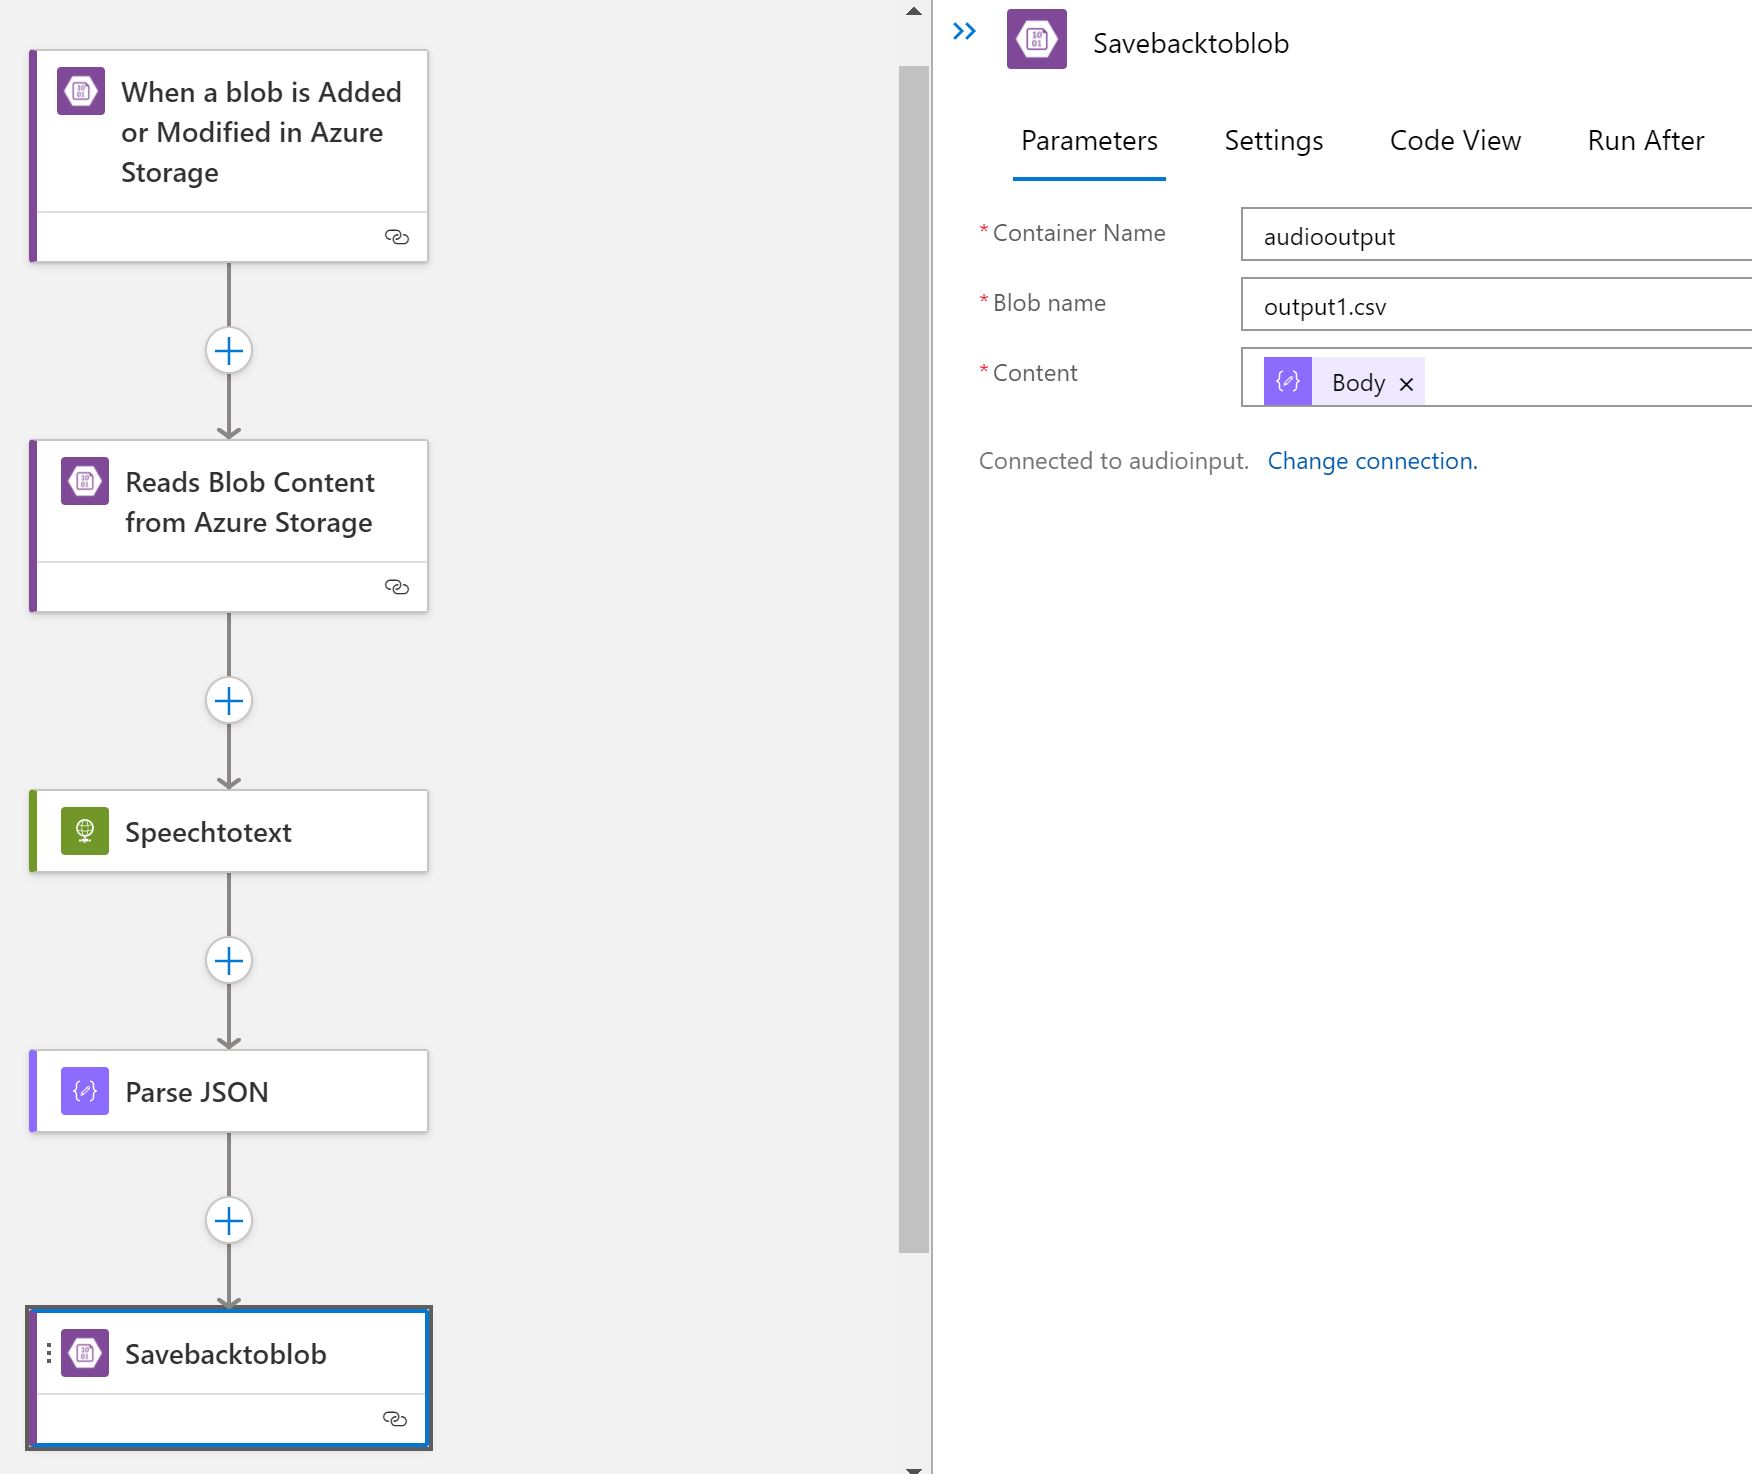 When a blob is Added
or Modified in Azure
Storage
Reads Blob Content
from Azure Storage
Speechtotext
Parse JSON
Savebacktoblob
Savebacktoblob
Parameters Settings Code View Run After
* Container Name audiooutput
* Blob name output1.csv
* Content Body ×
Connected to audioinput. Change connection.